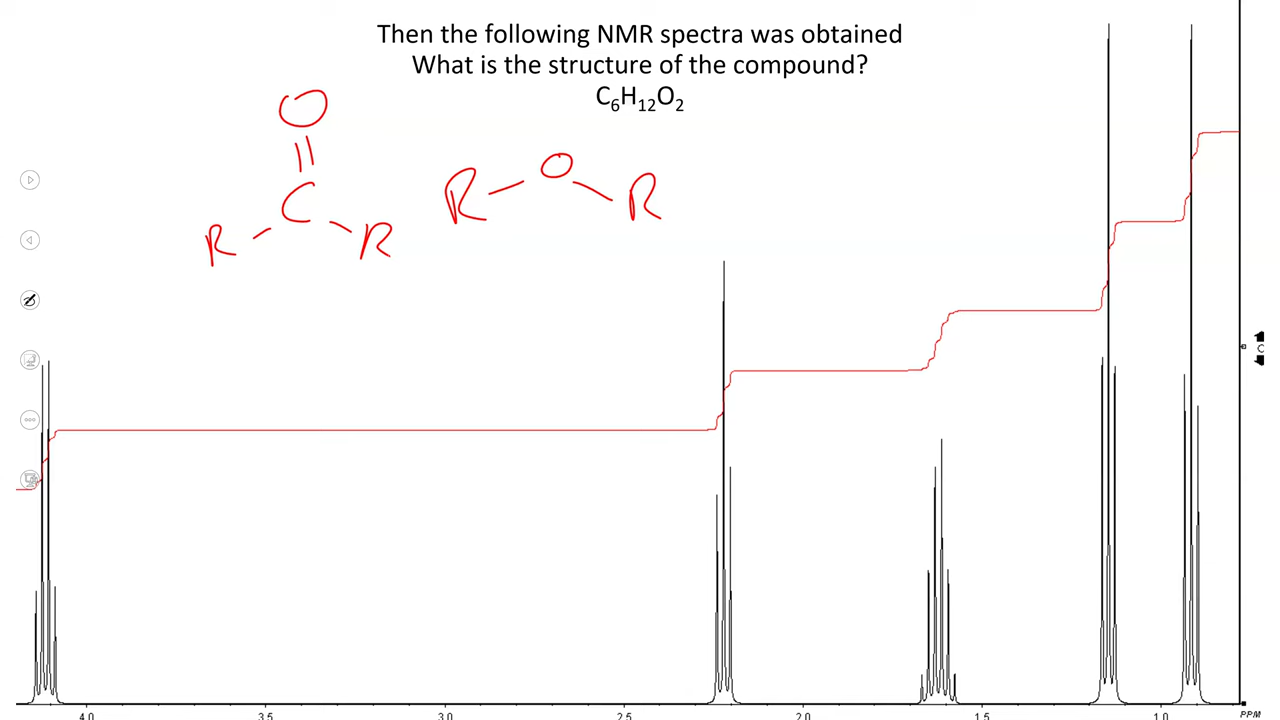 Then the following NMR spectra was obtained
What is the structure of the compound?
C₆H₁₂O₂
O
C
R R
R O R
4.0 3.5 3.0 2.5 2.0 1.5 1.0 PPM